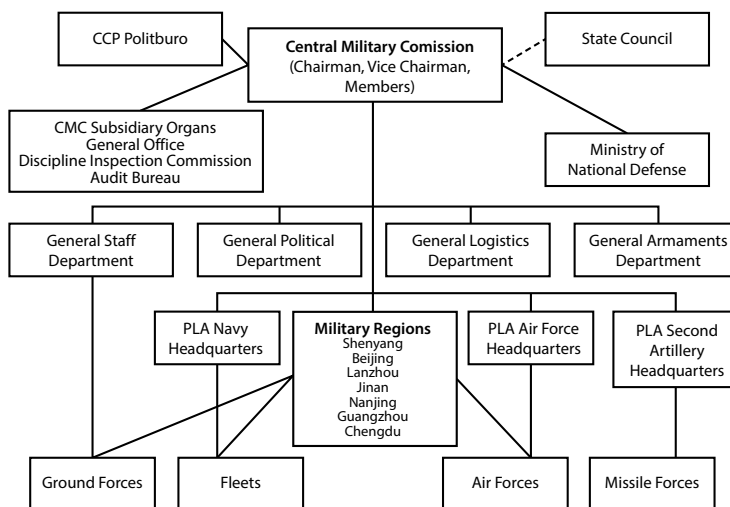 CCP Politburo
Central Military Comission
(Chairman, Vice Chairman,
Members)
State Council
CMC Subsidiary Organs
General Office
Discipline Inspection Commission
Audit Bureau
Ministry of
National Defense
General Staff
Department
General Political
Department
General Logistics
Department
General Armaments
Department
PLA Navy
Headquarters
Military Regions
Shenyang
Beijing
Lanzhou
Jinan
Nanjing
Guangzhou
Chengdu
PLA Air Force
Headquarters
PLA Second
Artillery
Headquarters
Ground Forces
Fleets
Air Forces
Missile Forces